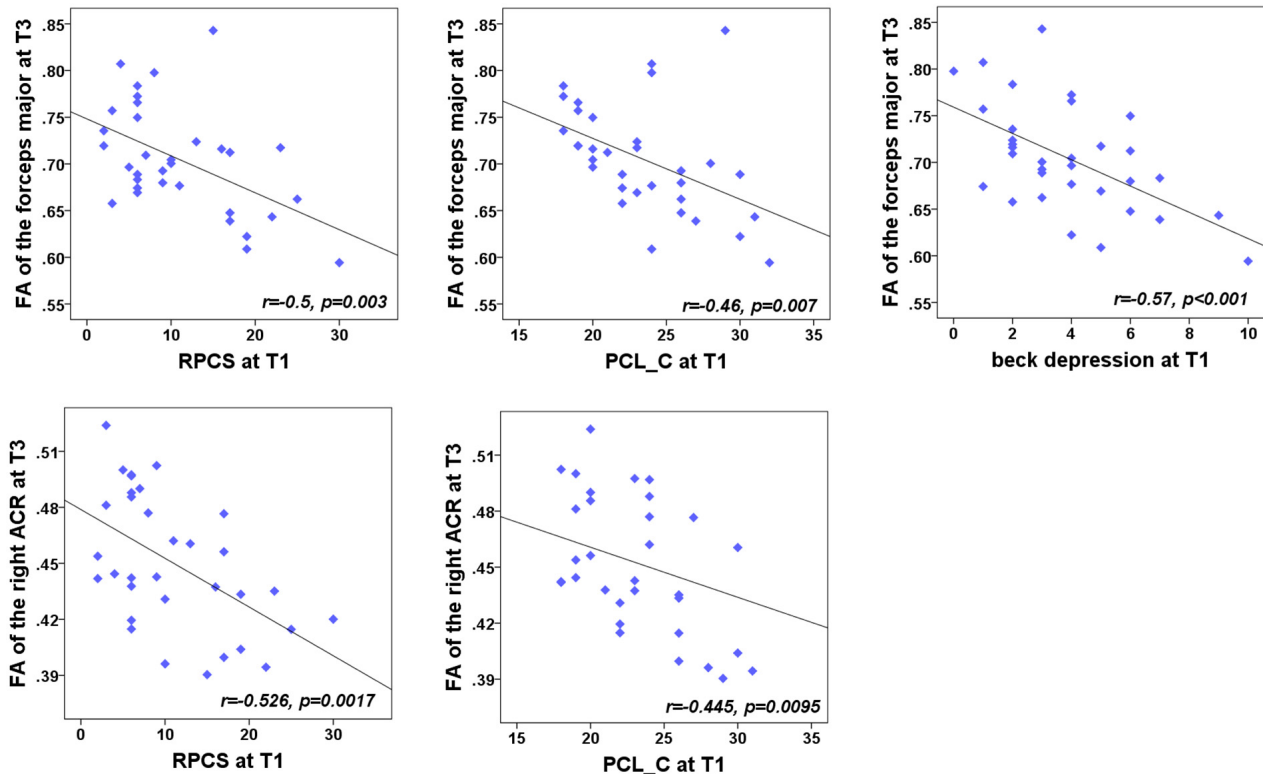 FA of the forceps major at T3
.85
.80
.75
.70
.65
.60
.55
r=-0.5, p=0.003
0 10 20 30
RPCS at T1
FA of the forceps major at T3
.85
.80
.75
.70
.65
.60
.55
r=-0.46, p=0.007
15 20 25 30 35
PCL_C at T1
FA of the forceps major at T3
.85
.80
.75
.70
.65
.60
.55
r=-0.57, p<0.001
0 2 4 6 8 10
beck depression at T1
FA of the right ACR at T3
.51
.48
.45
.42
.39
r=-0.526, p=0.0017
0 10 20 30
RPCS at T1
FA of the right ACR at T3
.51
.48
.45
.42
.39
r=-0.445, p=0.0095
15 20 25 30 35
PCL_C at T1